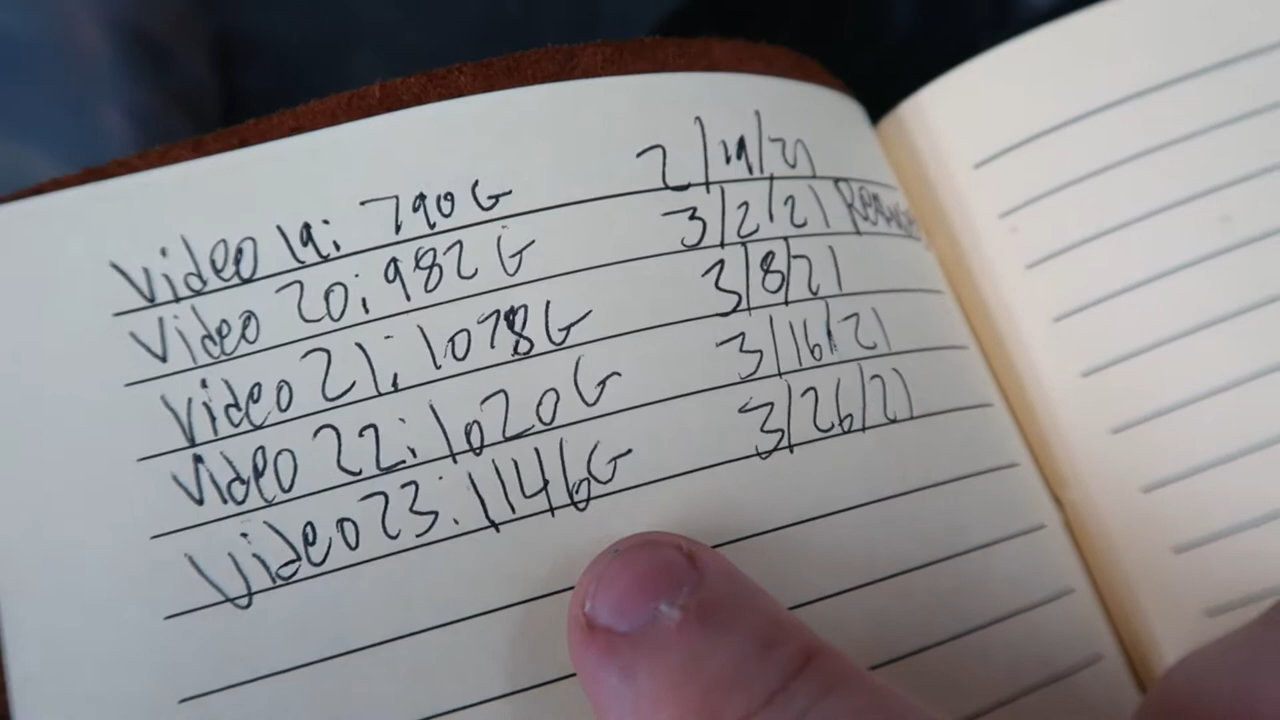 Video 19: 790G 2/19/21
Video 20: 982G 3/2/21
Video 21: 1078G 3/8/21
Video 22: 1020G 3/16/21
Video 23: 1146G 3/26/21